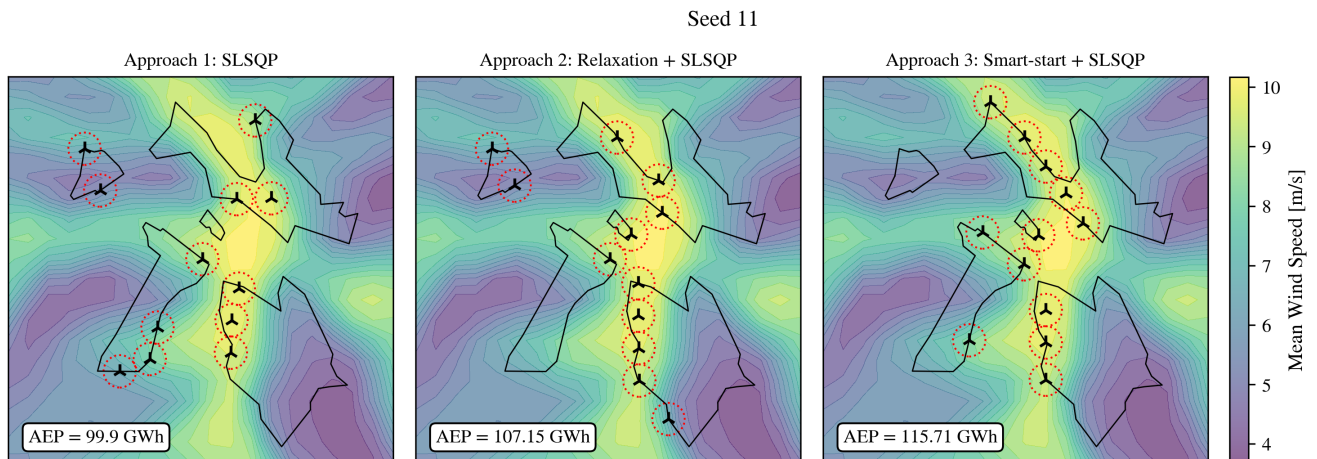 Seed 11
Approach 1: SLSQP
Approach 2: Relaxation + SLSQP
Approach 3: Smart-start + SLSQP
10
9
8
7
6
5
4
Mean Wind Speed [m/s]
AEP = 99.9 GWh
AEP = 107.15 GWh
AEP = 115.71 GWh